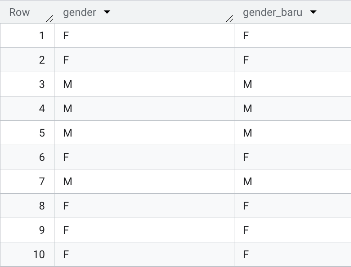 Row gender gender_baru
1 F F
2 F F
3 M M
4 M M
5 M M
6 F F
7 M M
8 F F
9 F F
10 F F